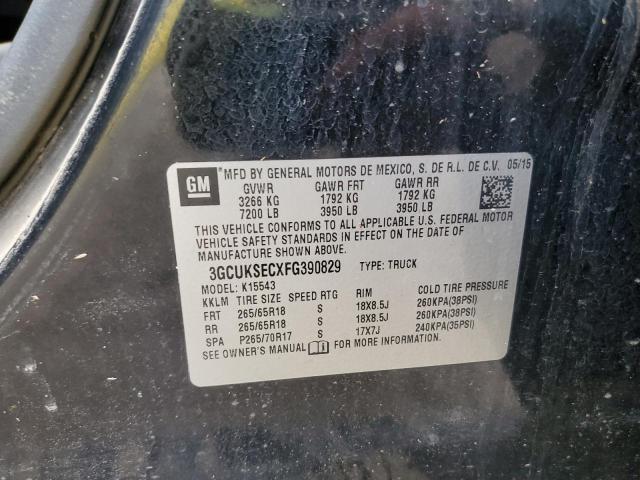 GM
MFD BY GENERAL MOTORS DE MEXICO, S. DE R.L. DE C.V. 05/15
GVWR GAWR FRT GAWR RR
3266 KG 1792 KG 1792 KG
7200 LB 3950 LB 3950 LB
THIS VEHICLE CONFORMS TO ALL APPLICABLE U.S. FEDERAL MOTOR
VEHICLE SAFETY STANDARDS IN EFFECT ON THE DATE OF
MANUFACTURE SHOWN ABOVE.
3GCUKSECXFG390829 TYPE: TRUCK
MODEL: K15543
KKLM TIRE SIZE SPEED RTG RIM COLD TIRE PRESSURE
FRT 265/65R18 S 18X8.5J 260KPA(38PSI)
RR 265/65R18 S 18X8.5J 260KPA(38PSI)
SPA P265/70R17 S 17X7J 240KPA(35PSI)
SEE OWNER'S MANUAL FOR MORE INFORMATION.